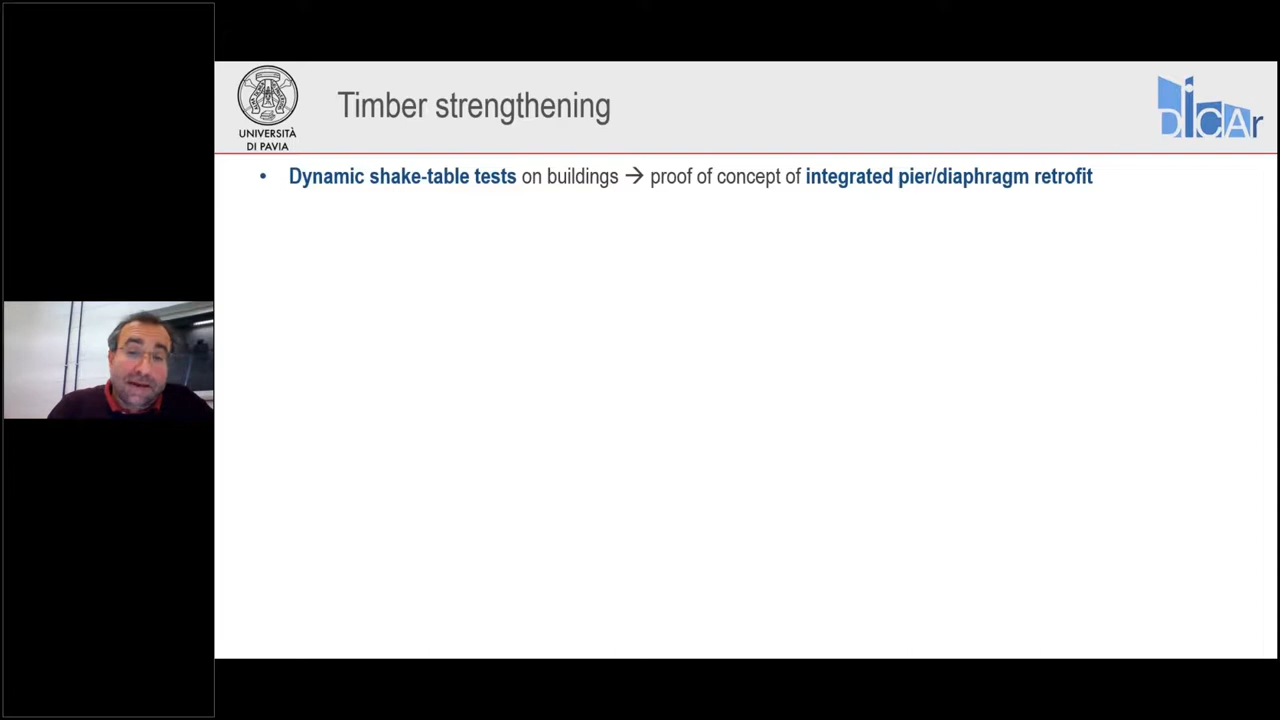 Timber strengthening
UNIVERSITÀ
DI PAVIA
DiCAr
• Dynamic shake-table tests on buildings → proof of concept of integrated pier/diaphragm retrofit